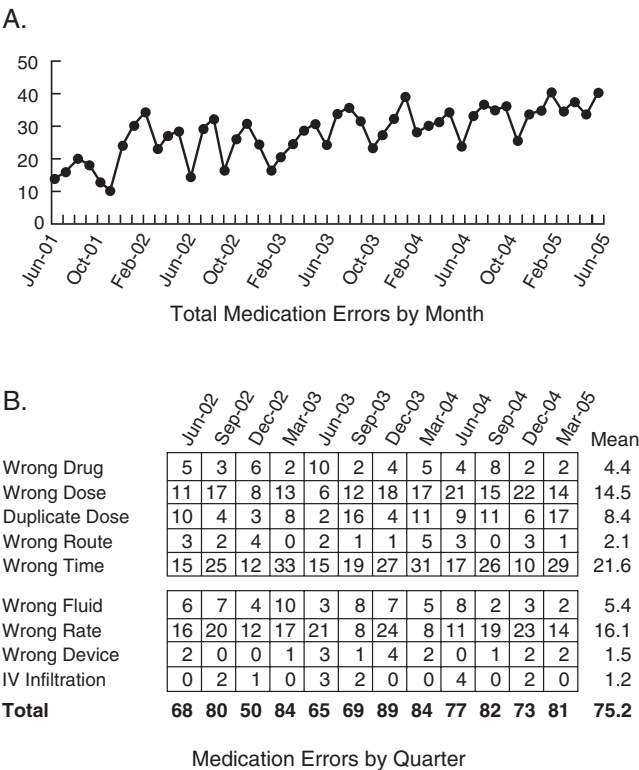 A.
50
40
30
20
10
0
Jun-01 Oct-01 Feb-02 Jun-02 Oct-02 Feb-03 Jun-03 Oct-03 Feb-04 Jun-04 Oct-04 Feb-05 Jun-05
Total Medication Errors by Month
B.
Jun-02 Sep-02 Dec-02 Mar-03 Jun-03 Sep-03 Dec-03 Mar-04 Jun-04 Sep-04 Dec-04 Mar-05 Mean
Wrong Drug 5 3 6 2 10 2 4 5 4 8 2 2 4.4
Wrong Dose 11 17 8 13 6 12 18 17 21 15 22 14 14.5
Duplicate Dose 10 4 3 8 2 16 4 11 9 11 6 17 8.4
Wrong Route 3 2 4 0 2 1 1 5 3 0 3 1 2.1
Wrong Time 15 25 12 33 15 19 27 31 17 26 10 29 21.6
Wrong Fluid 6 7 4 10 3 8 7 5 8 2 3 2 5.4
Wrong Rate 16 20 12 17 21 8 24 8 11 19 23 14 16.1
Wrong Device 2 0 0 1 3 1 4 2 0 1 2 2 1.5
IV Infiltration 0 2 1 0 3 2 0 0 4 0 2 0 1.2
Total 68 80 50 84 65 69 89 84 77 82 73 81 75.2
Medication Errors by Quarter